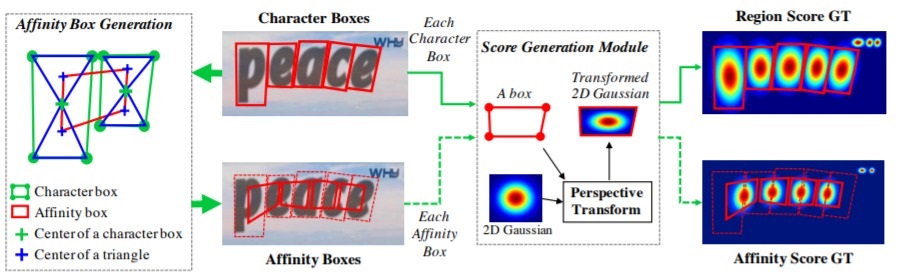 Affinity Box Generation
Character box
Affinity box
Center of a character box
Center of a triangle
Character Boxes
peace
WHY
peace
WHY
Affinity Boxes
Each
Character
Box
Each
Affinity
Box
Score Generation Module
A box
Transformed
2D Gaussian
2D Gaussian
Perspective
Transform
Region Score GT
Affinity Score GT